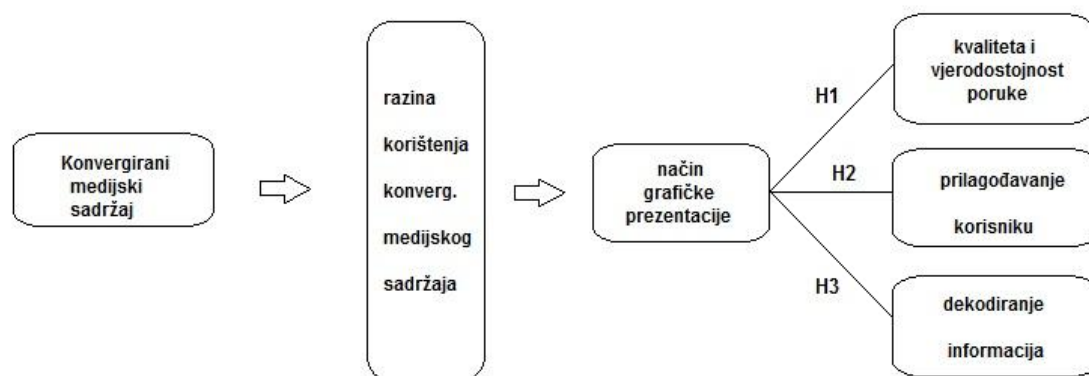 Konvergirani
medijski
sadržaj
razina
korištenja
konverg.
medijskog
sadržaja
način
grafičke
prezentacije
H1
H2
H3
kvaliteta i
vjerodostojnost
poruke
prilagođavanje
korisniku
dekodiranje
informacija